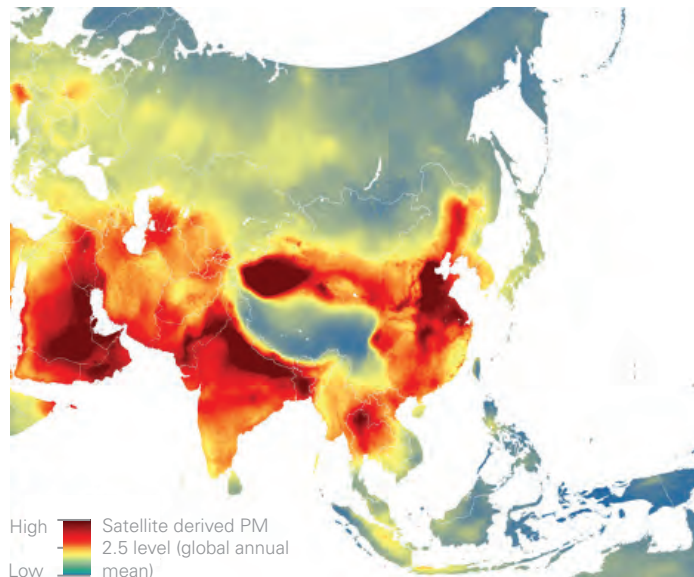 High
Low
Satellite derived PM
2.5 level (global annual
mean)